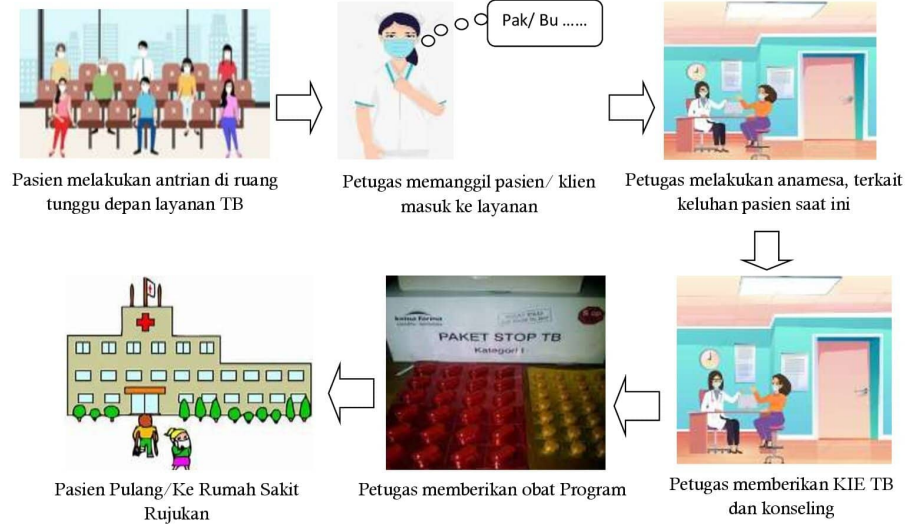 Pak/ Bu ......
Pasien melakukan antrian di ruang
tunggu depan layanan TB
Petugas memanggil pasien/ klien
masuk ke layanan
Petugas melakukan anamesa, terkait
keluhan pasien saat ini
Petugas memberikan KIE TB
dan konseling
kimia farma
PAKET STOP TB
Kategori I
Petugas memberikan obat Program
Pasien Pulang/Ke Rumah Sakit
Rujukan